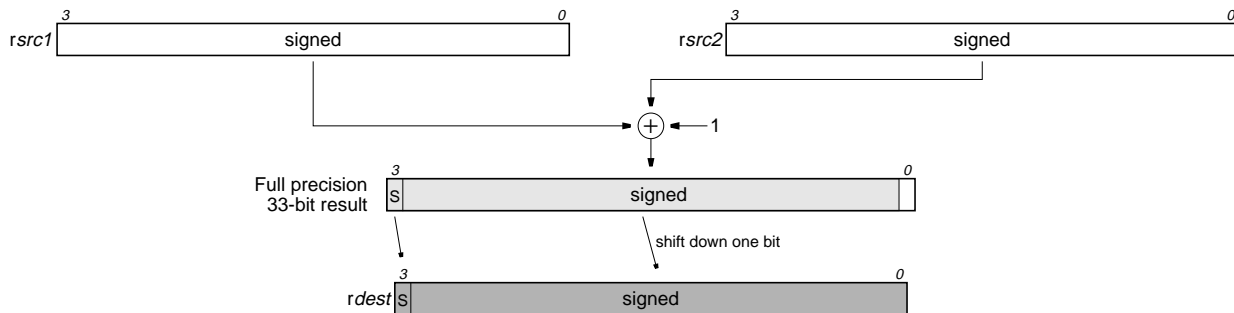 3 0 3 0
rsrc1 signed rsrc2 signed
+ 1
3 0
Full precision
33-bit result
S signed
shift down one bit
3 0
rdest S signed